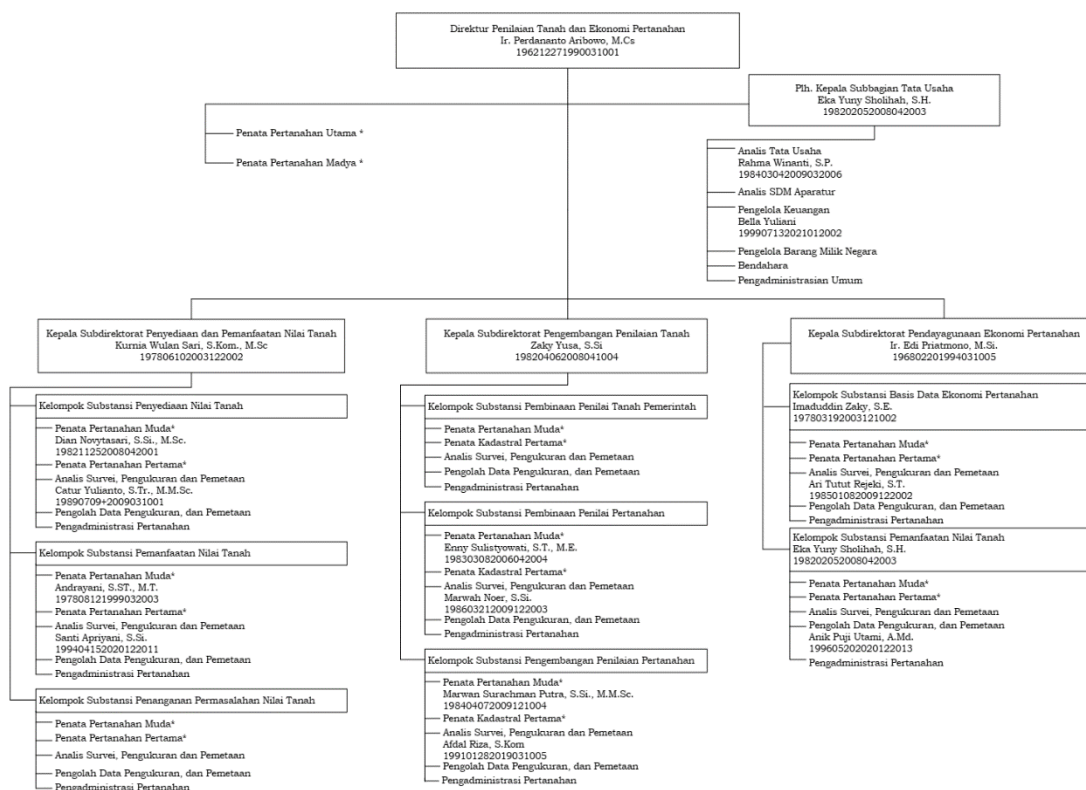 Direktur Penilaian Tanah dan Ekonomi Pertanahan
Ir. Perdananto Aribowo, M.Cs
196212271990031001
Plh. Kepala Subbagian Tata Usaha
Eka Yuny Sholihah, S.H.
198202052008042003
Penata Pertanahan Utama *
Penata Pertanahan Madya *
Analis Tata Usaha
Rahma Winanti, S.P.
198403042009032006
Analis SDM Aparatur
Pengelola Keuangan
Bella Yuliani
199907132021012002
Pengelola Barang Milik Negara
Bendahara
Pengadministrasian Umum
Kepala Subdirektorat Penyediaan dan Pemanfaatan Nilai Tanah
Kurnia Wulan Sari, S.Kom., M.Sc
197806102003122002
Kelompok Substansi Penyediaan Nilai Tanah
Penata Pertanahan Muda*
Dian Novytasari, S.Si., M.Sc.
198211252008042001
Penata Pertanahan Pertama*
Analis Survei, Pengukuran dan Pemetaan
Catur Yulianto, S.Tr., M.M.Sc.
19890709+2009031001
Pengolah Data Pengukuran, dan Pemetaan
Pengadministrasi Pertanahan
Kelompok Substansi Pemanfaatan Nilai Tanah
Penata Pertanahan Muda*
Andrayani, S.ST., M.T.
197808121999032003
Penata Pertanahan Pertama*
Analis Survei, Pengukuran dan Pemetaan
Santi Apriyani, S.Si.
199404152020122011
Pengolah Data Pengukuran, dan Pemetaan
Pengadministrasi Pertanahan
Kelompok Substansi Penanganan Permasalahan Nilai Tanah
Penata Pertanahan Muda*
Penata Pertanahan Pertama*
Analis Survei, Pengukuran dan Pemetaan
Pengolah Data Pengukuran, dan Pemetaan
Pengadministrasi Pertanahan
Kepala Subdirektorat Pengembangan Penilaian Tanah
Zaky Yusa, S.Si
198204062008041004
Kelompok Substansi Pembinaan Penilai Tanah Pemerintah
Penata Pertanahan Muda*
Penata Kadastral Pertama*
Analis Survei, Pengukuran dan Pemetaan
Pengolah Data Pengukuran, dan Pemetaan
Pengadministrasi Pertanahan
Kelompok Substansi Pembinaan Penilai Pertanahan
Penata Pertanahan Muda*
Enny Sulistyowati, S.T., M.E.
198303082006042004
Penata Kadastral Pertama*
Analis Survei, Pengukuran dan Pemetaan
Marwah Noer, S.Si.
198603212009122003
Pengolah Data Pengukuran, dan Pemetaan
Pengadministrasi Pertanahan
Kelompok Substansi Pengembangan Penilaian Pertanahan
Penata Pertanahan Muda*
Marwan Surachman Putra, S.Si., M.M.Sc.
198404072009121004
Penata Kadastral Pertama*
Analis Survei, Pengukuran dan Pemetaan
Afdal Riza, S.Kom
199101282019031005
Pengolah Data Pengukuran, dan Pemetaan
Pengadministrasi Pertanahan
Kepala Subdirektorat Pendayagunaan Ekonomi Pertanahan
Ir. Edi Priatmono, M.Si.
196802201994031005
Kelompok Substansi Basis Data Ekonomi Pertanahan
Imaduddin Zaky, S.E.
197803192003121002
Penata Pertanahan Muda*
Penata Pertanahan Pertama*
Analis Survei, Pengukuran dan Pemetaan
Ari Tutut Rejeki, S.T.
198501082009122002
Pengolah Data Pengukuran, dan Pemetaan
Pengadministrasi Pertanahan
Kelompok Substansi Pemanfaatan Nilai Tanah
Eka Yuny Sholihah, S.H.
198202052008042003
Penata Pertanahan Muda*
Penata Pertanahan Pertama*
Analis Survei, Pengukuran dan Pemetaan
Pengolah Data Pengukuran, dan Pemetaan
Anik Puji Utami, A.Md.
199605202020122013
Pengadministrasi Pertanahan